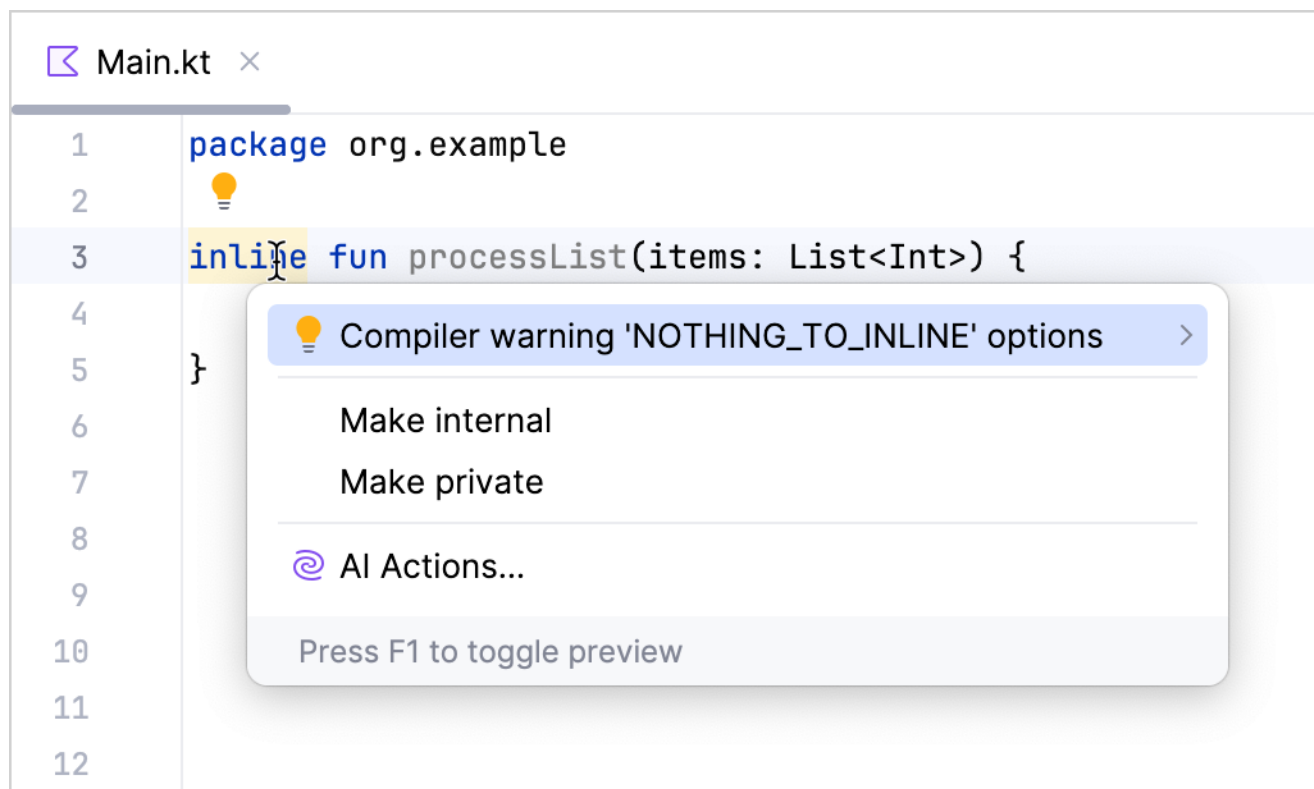 Main.kt
1 package org.example
2
3 inline fun processList(items: List<Int>) {
4
Compiler warning 'NOTHING_TO_INLINE' options
5 }
6
Make internal
7
Make private
8
9
AI Actions...
10
Press F1 to toggle preview
11
12